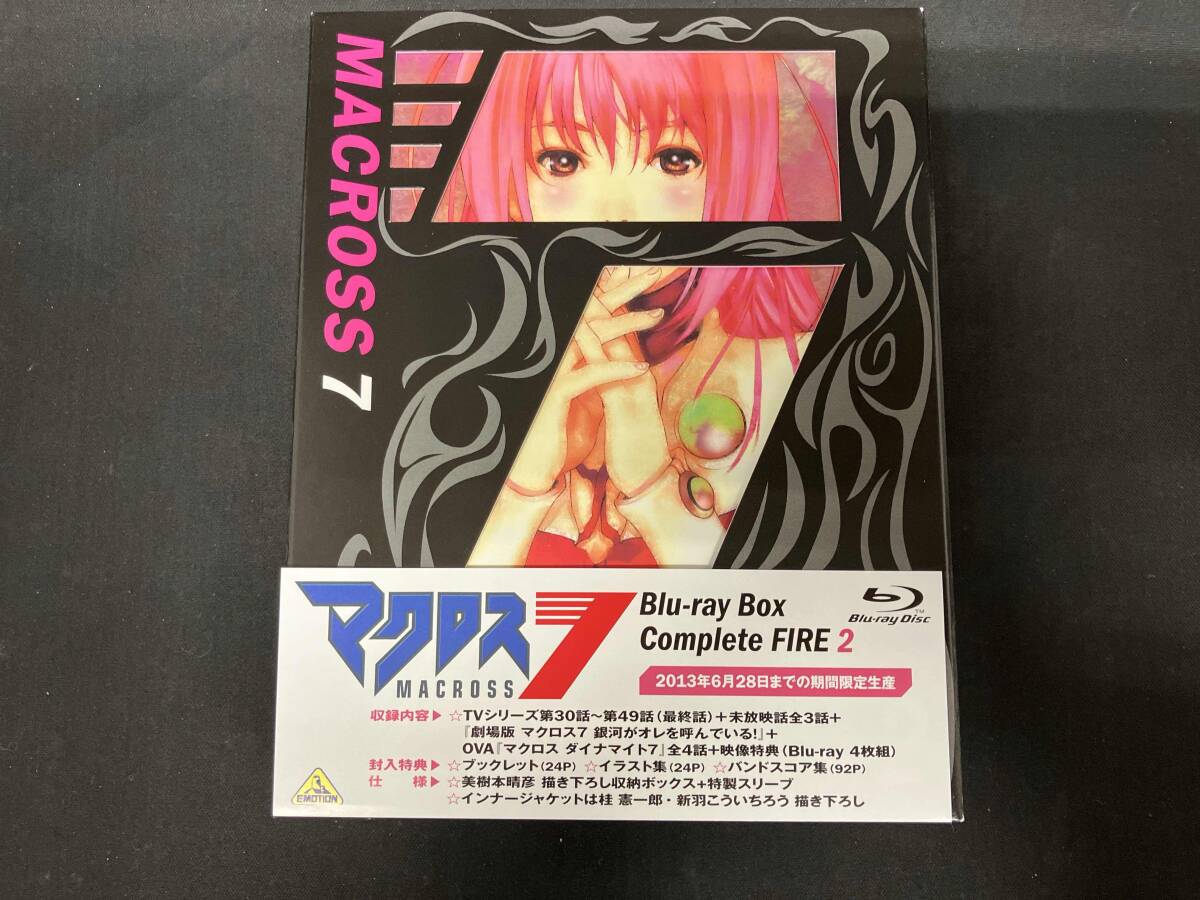 MACROSS 7
マクロス7
MACROSS
Blu-ray Box
Complete FIRE 2
Blu-ray Disc™
2013年6月28日までの期間限定生産
収録内容▶ ☆TVシリーズ第30話～第49話(最終話)+未放映話全3話+
『劇場版 マクロス7 銀河がオレを呼んでいる!』+
OVA『マクロス ダイナマイト7』全4話+映像特典(Blu-ray 4枚組)
封入特典▶ ☆ブックレット(24P) ☆イラスト集(24P) ☆バンドスコア集(92P)
仕 様▶ ☆美樹本晴彦 描き下ろし収納ボックス+特製スリーブ
☆インナージャケットは桂 憲一郎・新羽こういちろう 描き下ろし
EMOTION